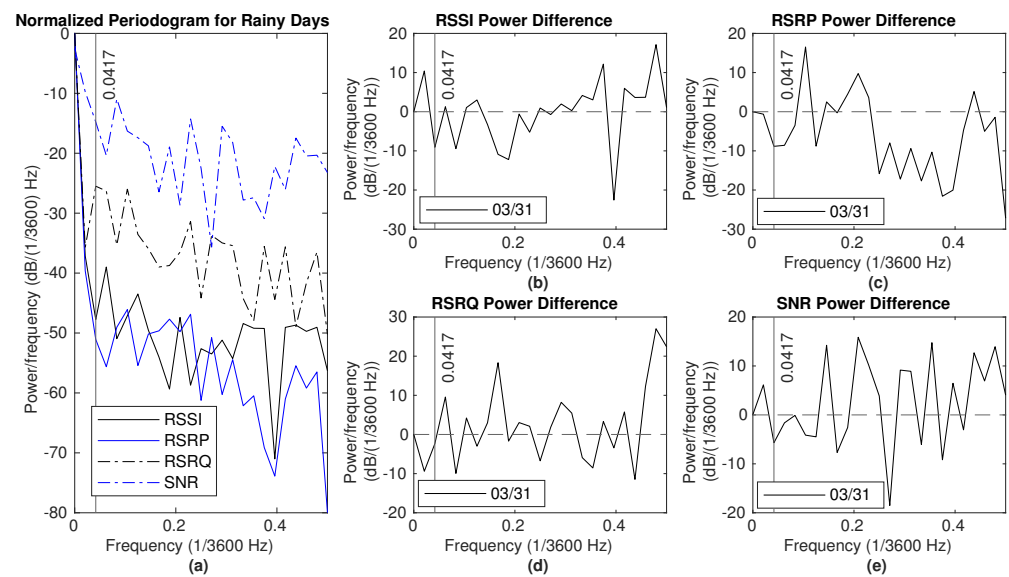 Normalized Periodogram for Rainy Days
Power/frequency (dB/(1/3600) Hz)
0
-10
-20
-30
-40
-50
-60
-70
-80
0.0417
RSSI
RSRP
RSRQ
SNR
0
0.2
0.4
Frequency (1/3600 Hz)
(a)
RSSI Power Difference
Power/frequency
(dB/(1/3600 Hz))
20
10
0
-10
-20
-30
0.0417
03/31
0
0.2
0.4
Frequency (1/3600 Hz)
(b)
RSRP Power Difference
Power/frequency
(dB/(1/3600 Hz))
20
10
0
-10
-20
-30
0.0417
03/31
0
0.2
0.4
Frequency (1/3600 Hz)
(c)
RSRQ Power Difference
Power/frequency
(dB/(1/3600 Hz))
30
20
10
0
-10
-20
0.0417
03/31
0
0.2
0.4
Frequency (1/3600 Hz)
(d)
SNR Power Difference
Power/frequency
(dB/(1/3600 Hz))
20
10
0
-10
-20
0.0417
03/31
0
0.2
0.4
Frequency (1/3600 Hz)
(e)